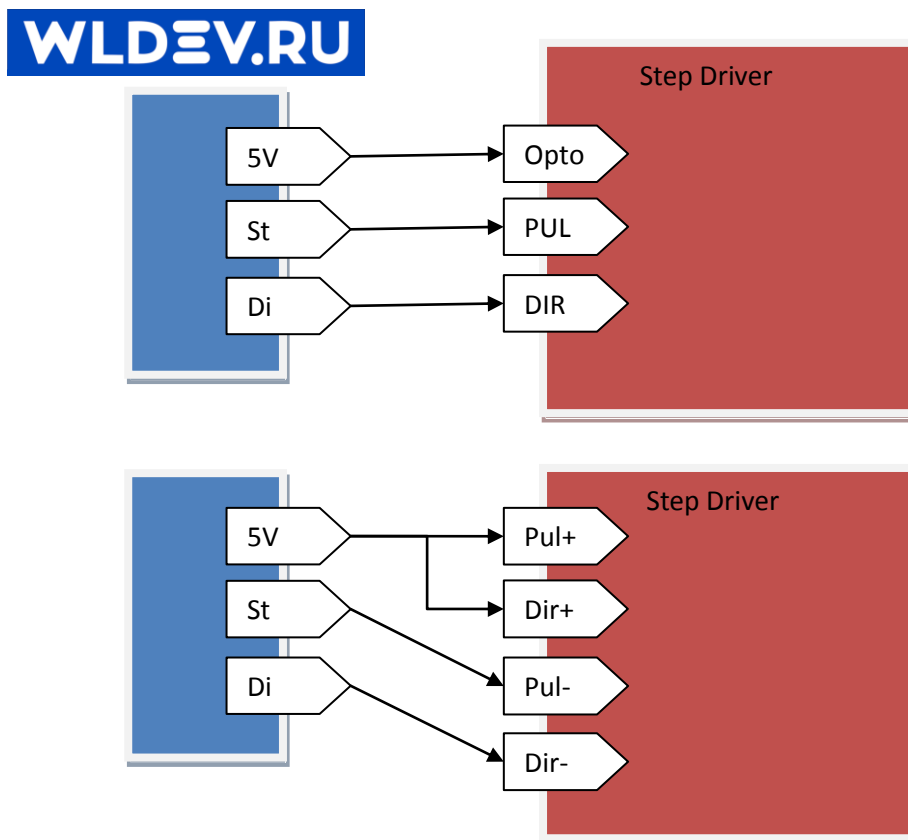 WLDEV.RU
Step Driver
5V
Opto
St
PUL
Di
DIR
Step Driver
5V
Pul+
St
Dir+
Di
Pul-
Dir-